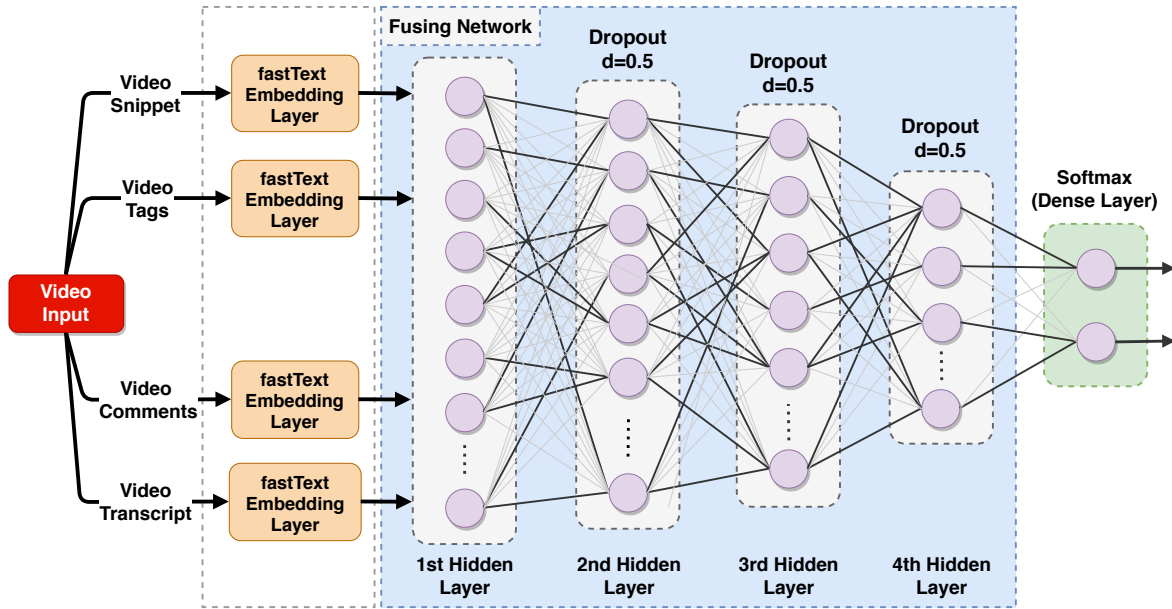 Fusing Network
Dropout
d=0.5
Dropout
d=0.5
Dropout
d=0.5
Softmax
(Dense Layer)
Video
Snippet
fastText
Embedding
Layer
Video
Tags
fastText
Embedding
Layer
Video
Input
Video
Comments
fastText
Embedding
Layer
Video
Transcript
fastText
Embedding
Layer
1st Hidden
Layer
2nd Hidden
Layer
3rd Hidden
Layer
4th Hidden
Layer